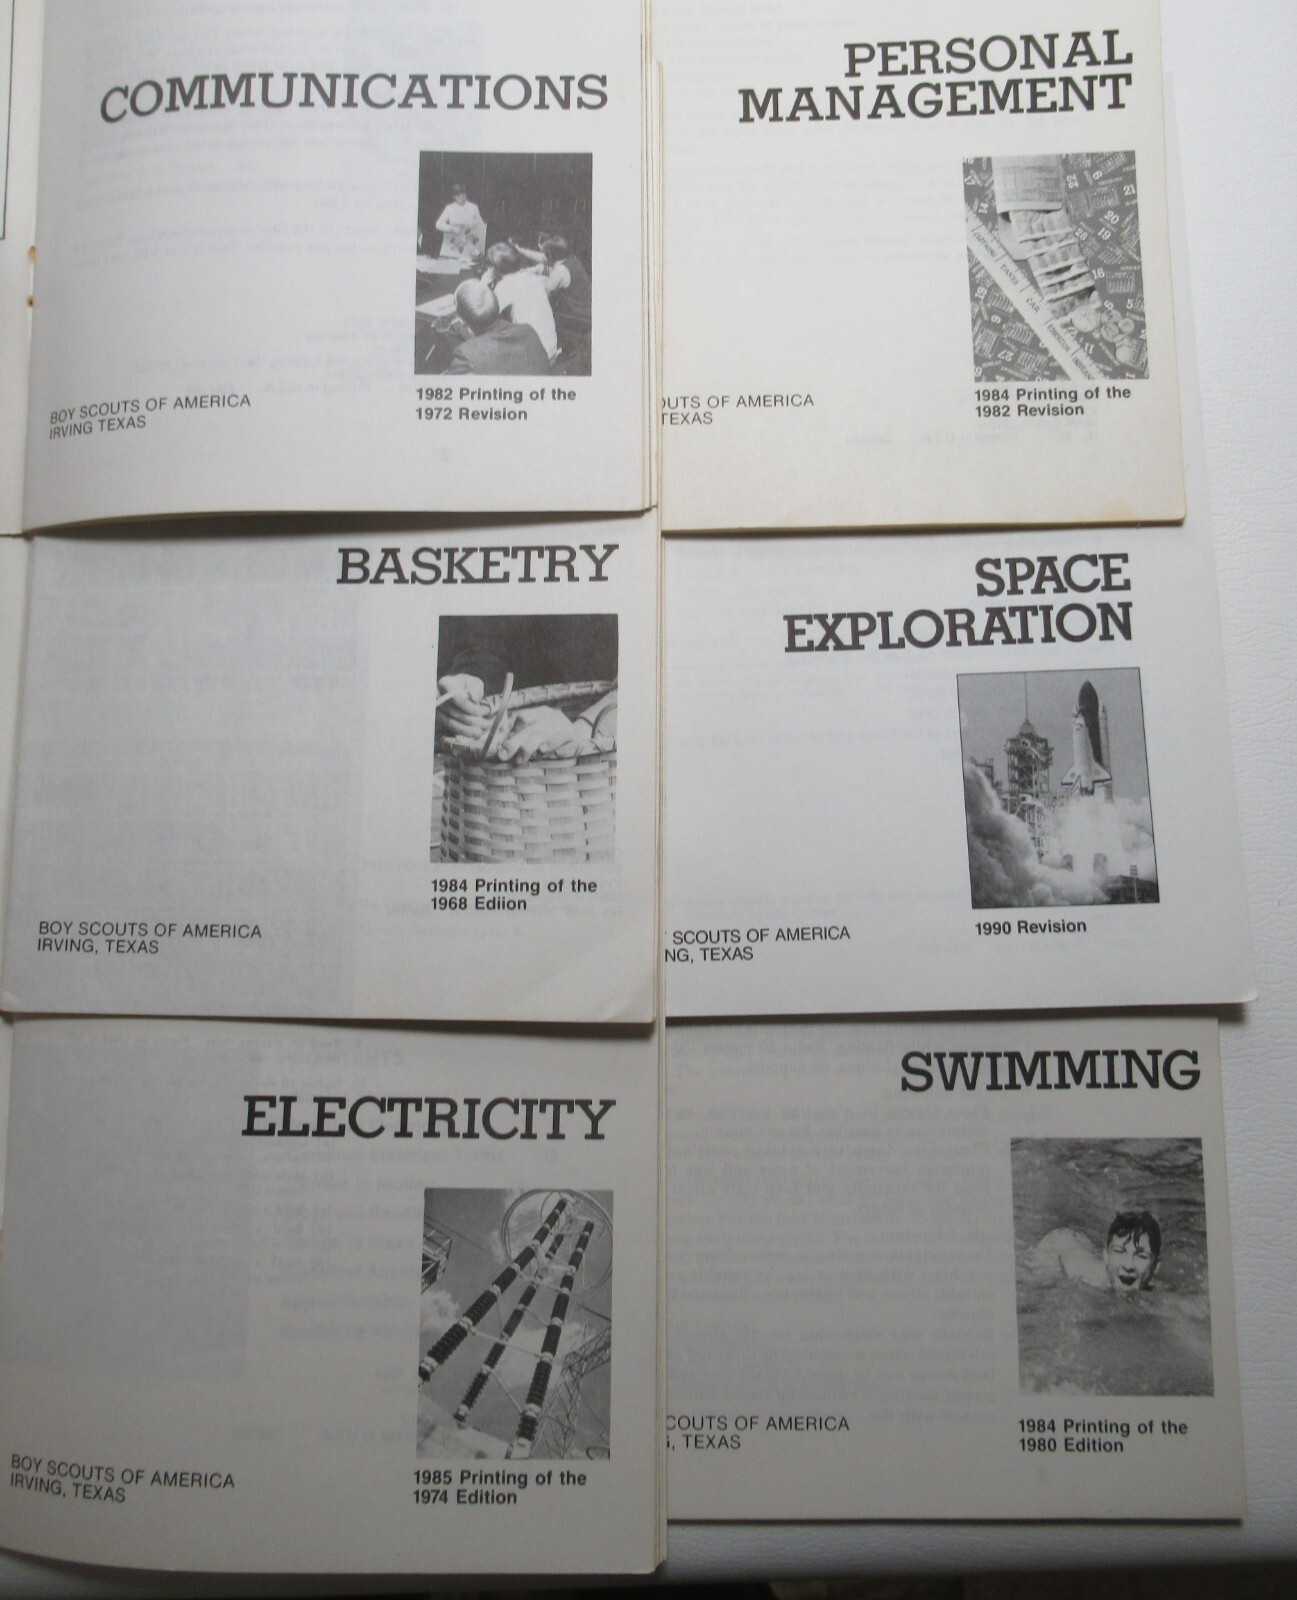 COMMUNICATIONS
1982 Printing of the
1972 Revision
BOY SCOUTS OF AMERICA
IRVING TEXAS
PERSONAL
MANAGEMENT
CAR
1984 Printing of the
1982 Revision
OUTS OF AMERICA
TEXAS
BASKETRY
1984 Printing of the
1968 Ediion
BOY SCOUTS OF AMERICA
IRVING, TEXAS
SPACE
EXPLORATION
1990 Revision
SCOUTS OF AMERICA
NG, TEXAS
ELECTRICITY
1985 Printing of the
1974 Edition
BOY SCOUTS OF AMERICA
IRVING, TEXAS
SWIMMING
1984 Printing of the
1980 Edition
COUTS OF AMERICA
, TEXAS